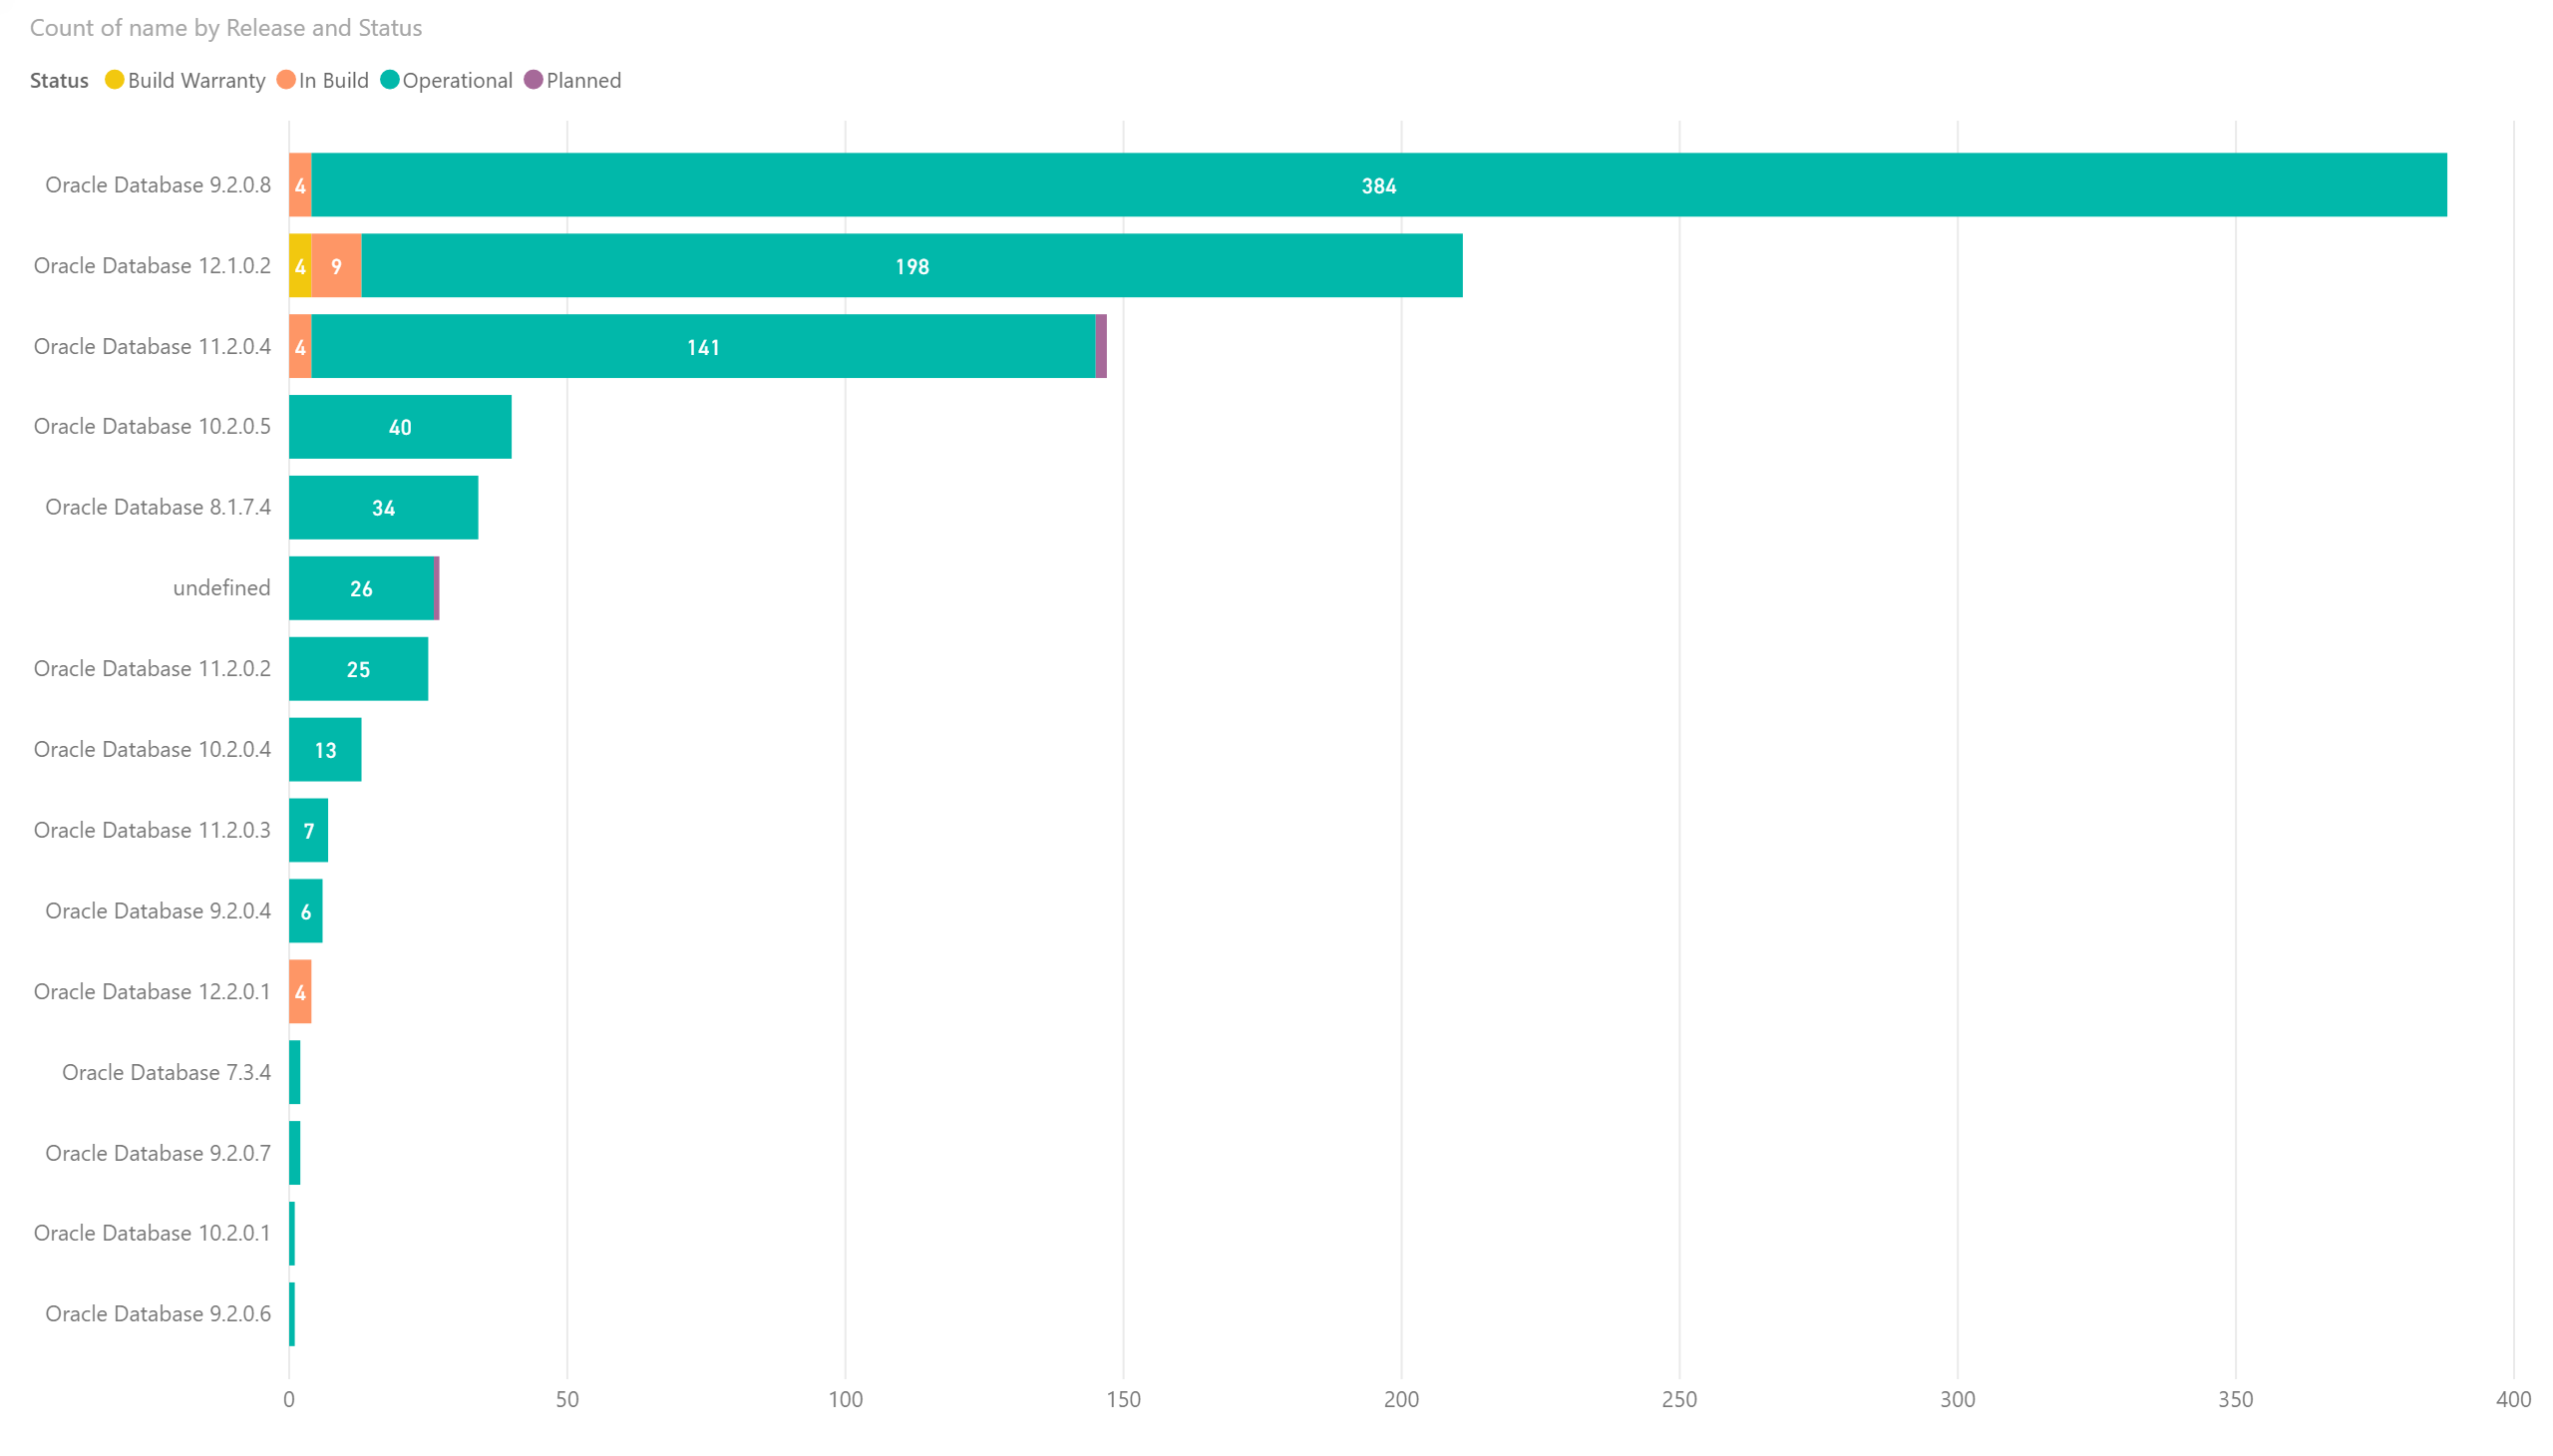 Count of name by Release and Status
Status Build Warranty In Build Operational Planned
Oracle Database 9.2.0.8 4 384
Oracle Database 12.1.0.2 4 9 198
Oracle Database 11.2.0.4 4 141
Oracle Database 10.2.0.5 40
Oracle Database 8.1.7.4 34
undefined 26
Oracle Database 11.2.0.2 25
Oracle Database 10.2.0.4 13
Oracle Database 11.2.0.3 7
Oracle Database 9.2.0.4 6
Oracle Database 12.2.0.1 4
Oracle Database 7.3.4
Oracle Database 9.2.0.7
Oracle Database 10.2.0.1
Oracle Database 9.2.0.6
0 50 100 150 200 250 300 350 400